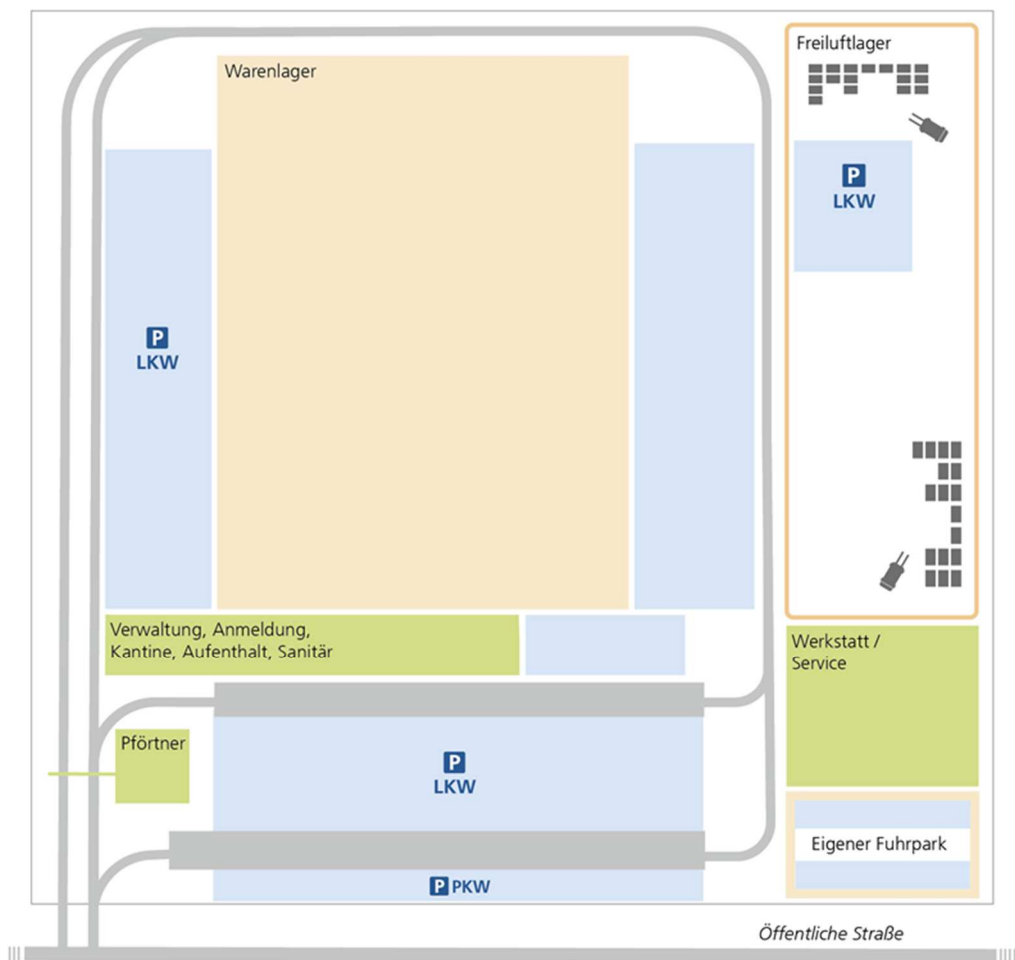 Warenlager
Freiluftlager
P
LKW
P
LKW
Verwaltung, Anmeldung,
Kantine, Aufenthalt, Sanitär
Werkstatt /
Service
Pförtner
P
LKW
Eigener Fuhrpark
P PKW
Öffentliche Straße